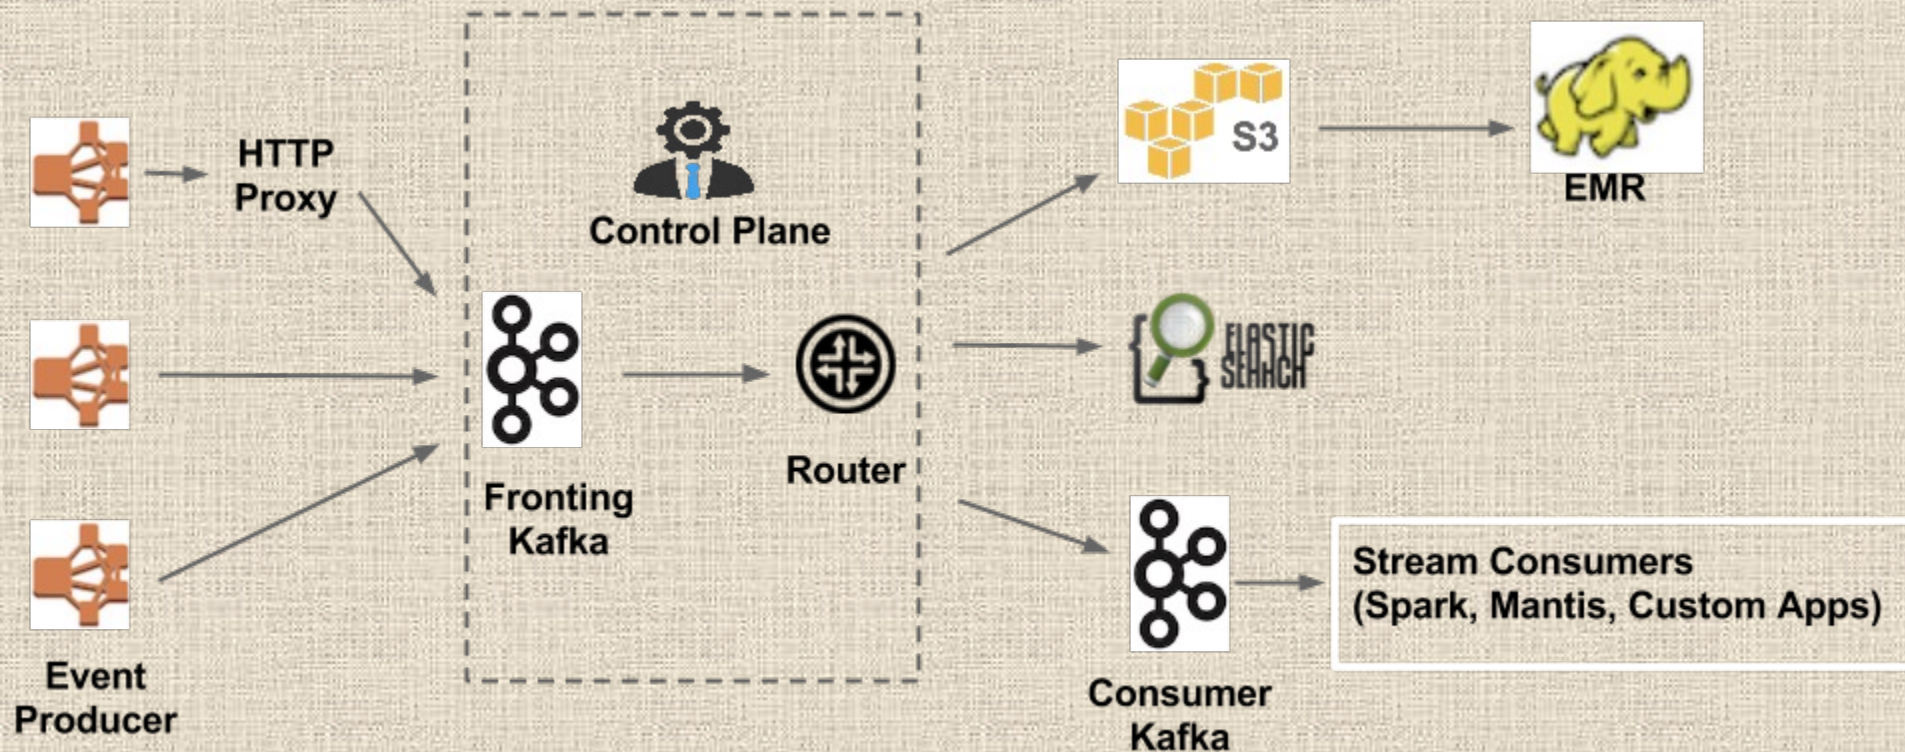 HTTP
Proxy
Control Plane
S3
EMR
ELASTIC
SEARCH
Router
Fronting
Kafka
Stream Consumers
(Spark, Mantis, Custom Apps)
Event
Producer
Consumer
Kafka